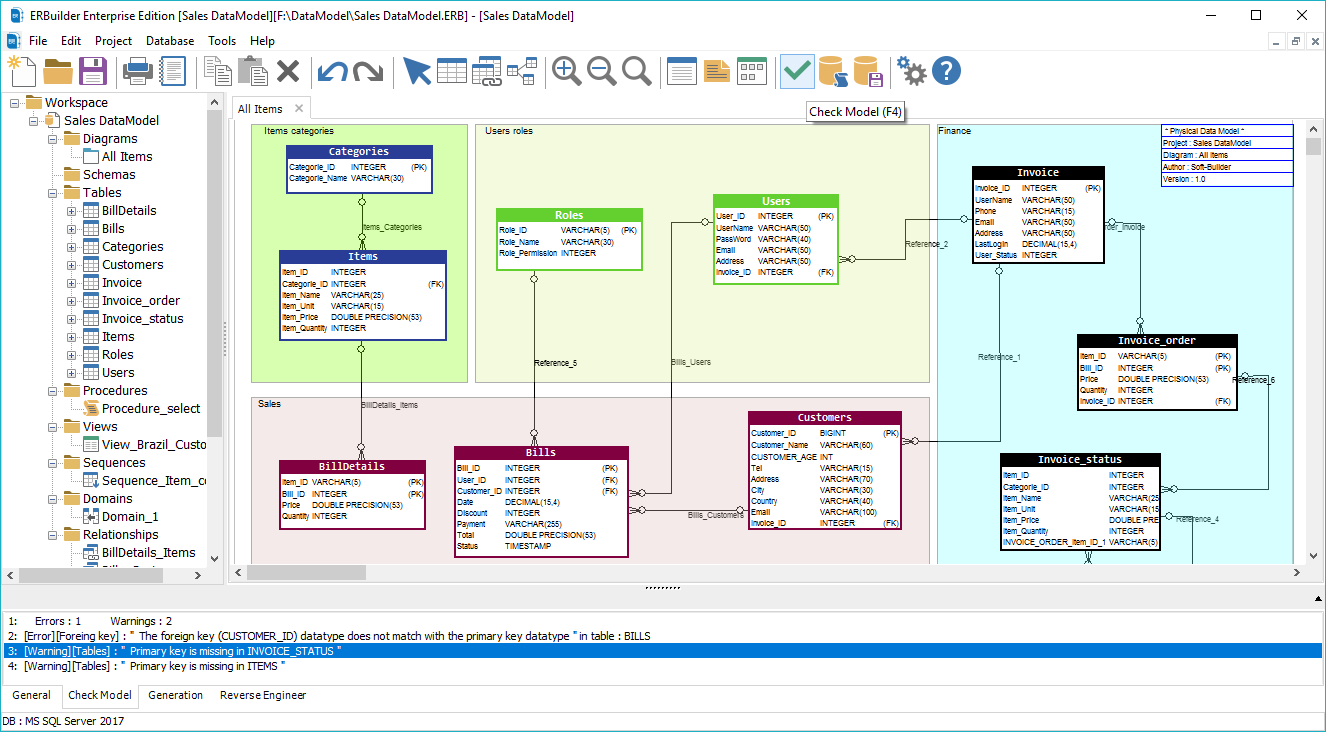 ERBuilder Enterprise Edition [Sales DataModel][F:\DataModel\Sales DataModel.ERB] - [Sales DataModel]
File Edit Project Database Tools Help
Check Model (F4)
Workspace
Sales DataModel
Diagrams
All Items
Schemas
Tables
BillDetails
Bills
Categories
Customers
Invoice
Invoice_order
Invoice_status
Items
Roles
Users
Procedures
Procedure_select
Views
View_Brazil_Custo
Sequences
Sequence_Item_co
Domains
Domain_1
Relationships
BillDetails_Items
All Items
Items categories
Categories
Categorie_ID INTEGER (PK)
Categorie_Name VARCHAR(30)
Items_Categories
Items
Item_ID INTEGER
Categorie_ID INTEGER (FK)
Item_Name VARCHAR(25)
Item_Unit VARCHAR(15)
Item_Price DOUBLE PRECISION(53)
Item_Quantity INTEGER
Users roles
Roles
Role_ID VARCHAR(5) (PK)
Role_Name VARCHAR(30)
Role_Permission INTEGER
Users
User_ID INTEGER (PK)
UserName VARCHAR(50)
PassWord VARCHAR(40)
Email VARCHAR(50)
Address VARCHAR(50)
Invoice_ID INTEGER (FK)
Reference_5
Bills_Users
Reference_2
Finance
" Physical Data Model "
Project : Sales DataModel
Diagram : All Items
Author : Soft-Builder
Version : 1.0
Invoice
Invoice_ID INTEGER (PK)
UserName VARCHAR(50)
Phone VARCHAR(15)
Email VARCHAR(50)
Address VARCHAR(50)
LastLogin DECIMAL(15,4)
User_Status INTEGER
rder_Invoice
Reference_1
Invoice_order
Item_ID VARCHAR(5) (PK)
Bill_ID INTEGER (PK)
Price DOUBLE PRECISION(53)
Quantity INTEGER
Invoice_ID INTEGER (FK)
Reference_6
Invoice_status
Item_ID INTEGER
Categorie_ID INTEGER
Item_Name VARCHAR(25
Item_Unit VARCHAR(15
Item_Price DOUBLE PRE
Item_Quantity INTEGER
INVOICE_ORDER_Item_ID_1 VARCHAR(5)
Reference_4
Sales
BillDetails_Items
BillDetails
Item_ID VARCHAR(5) (PK)
Bill_ID INTEGER (PK)
Price DOUBLE PRECISION(53)
Quantity INTEGER
Bills
Bill_ID INTEGER (PK)
User_ID INTEGER (FK)
Customer_ID INTEGER (FK)
Date DECIMAL(15,4)
Discount INTEGER
Payment VARCHAR(255)
Total DOUBLE PRECISION(53)
Status TIMESTAMP
Bills_Customers
Customers
Customer_ID BIGINT (PK)
Customer_Name VARCHAR(60)
CUSTOMER_AGE INT
Tel VARCHAR(15)
Address VARCHAR(70)
City VARCHAR(30)
Country VARCHAR(40)
Email VARCHAR(100)
Invoice_ID INTEGER (FK)
1: Errors : 1 Warnings : 2
2: [Error][Foreing key] : " The foreign key (CUSTOMER_ID) datatype does not match with the primary key datatype " in table : BILLS
3: [Warning][Tables] : " Primary key is missing in INVOICE_STATUS "
4: [Warning][Tables] : " Primary key is missing in ITEMS "
General Check Model Generation Reverse Engineer
DB : MS SQL Server 2017